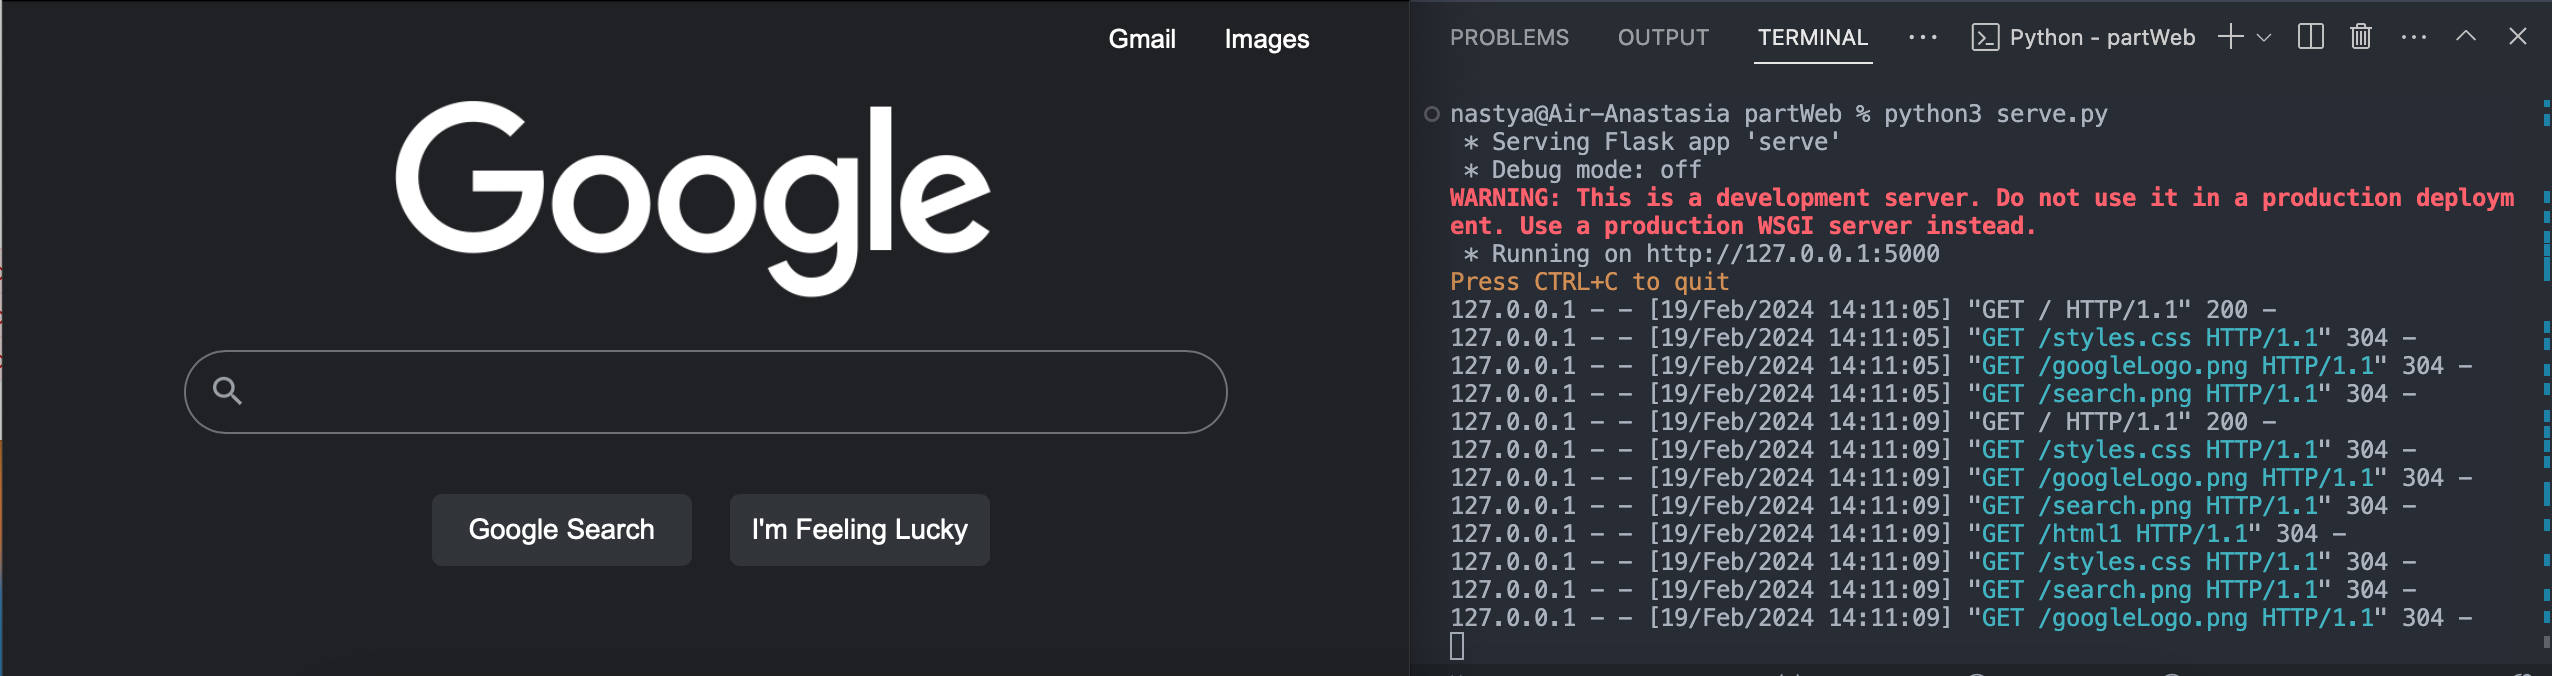 Gmail Images
Google
Google Search I'm Feeling Lucky
PROBLEMS OUTPUT TERMINAL ··· Python - partWeb
nastya@Air-Anastasia partWeb % python3 serve.py
* Serving Flask app 'serve'
* Debug mode: off
WARNING: This is a development server. Do not use it in a production deploym
ent. Use a production WSGI server instead.
* Running on http://127.0.0.1:5000
Press CTRL+C to quit
127.0.0.1 - - [19/Feb/2024 14:11:05] "GET / HTTP/1.1" 200 -
127.0.0.1 - - [19/Feb/2024 14:11:05] "GET /styles.css HTTP/1.1" 304 -
127.0.0.1 - - [19/Feb/2024 14:11:05] "GET /googleLogo.png HTTP/1.1" 304 -
127.0.0.1 - - [19/Feb/2024 14:11:05] "GET /search.png HTTP/1.1" 304 -
127.0.0.1 - - [19/Feb/2024 14:11:09] "GET / HTTP/1.1" 200 -
127.0.0.1 - - [19/Feb/2024 14:11:09] "GET /styles.css HTTP/1.1" 304 -
127.0.0.1 - - [19/Feb/2024 14:11:09] "GET /googleLogo.png HTTP/1.1" 304 -
127.0.0.1 - - [19/Feb/2024 14:11:09] "GET /search.png HTTP/1.1" 304 -
127.0.0.1 - - [19/Feb/2024 14:11:09] "GET /html1 HTTP/1.1" 304 -
127.0.0.1 - - [19/Feb/2024 14:11:09] "GET /styles.css HTTP/1.1" 304 -
127.0.0.1 - - [19/Feb/2024 14:11:09] "GET /search.png HTTP/1.1" 304 -
127.0.0.1 - - [19/Feb/2024 14:11:09] "GET /googleLogo.png HTTP/1.1" 304 -